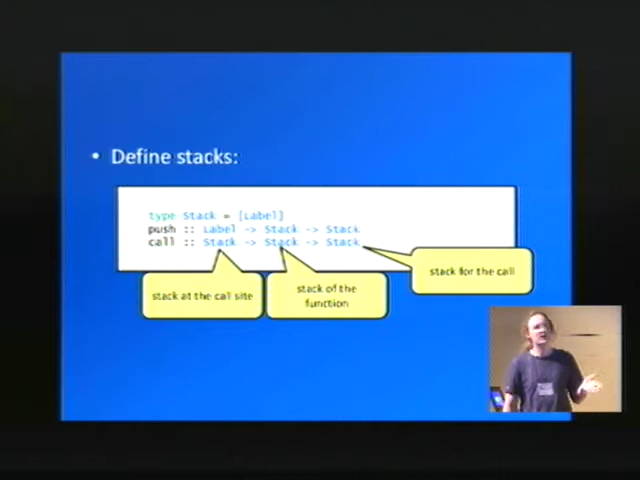 • Define stacks:
type Stack = [Label]
push :: Label -> Stack -> Stack
call :: Stack -> Stack -> Stack
stack at the call site
stack of the
function
stack for the call